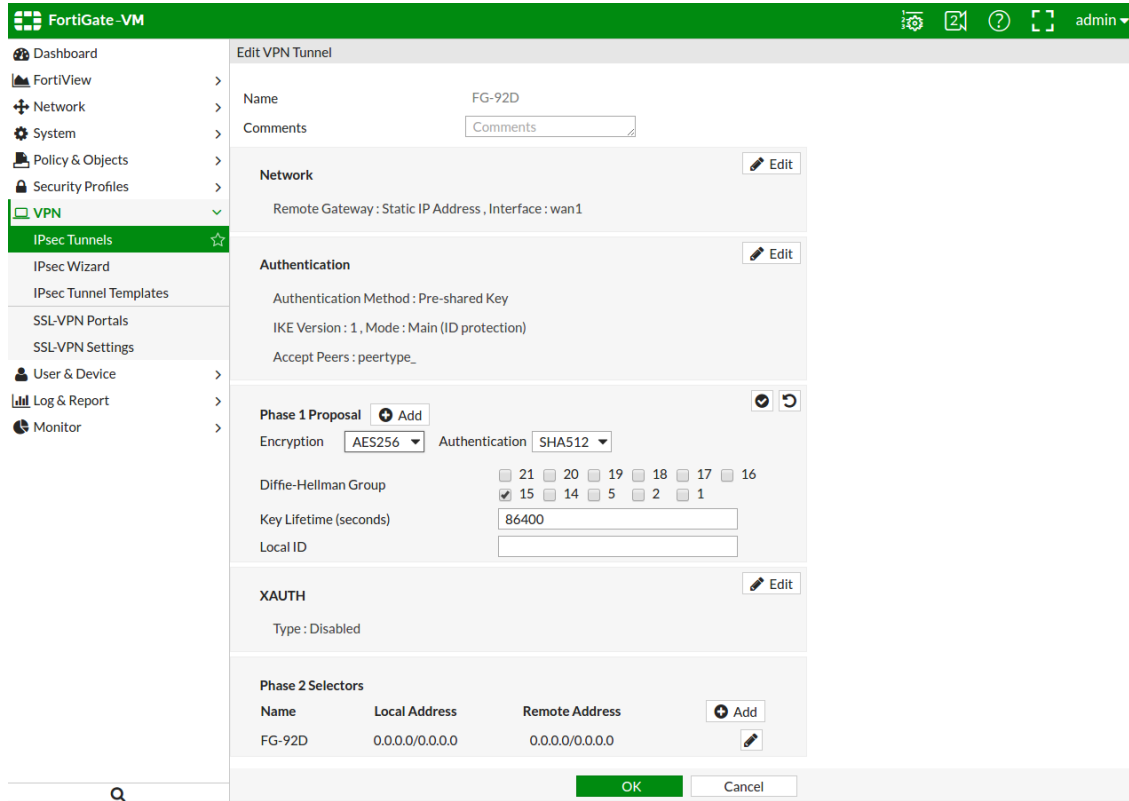 FortiGate-VM
2
?
admin
Dashboard
FortiView
Network
System
Policy & Objects
Security Profiles
VPN
IPsec Tunnels
IPsec Wizard
IPsec Tunnel Templates
SSL-VPN Portals
SSL-VPN Settings
User & Device
Log & Report
Monitor
Edit VPN Tunnel
Name FG-92D
Comments Comments
Network Edit
Remote Gateway : Static IP Address , Interface : wan1
Authentication Edit
Authentication Method : Pre-shared Key
IKE Version : 1 , Mode : Main (ID protection)
Accept Peers : peertype_
Phase 1 Proposal Add
Encryption AES256 Authentication SHA512
Diffie-Hellman Group
21 20 19 18 17 16
15 14 5 2 1
Key Lifetime (seconds) 86400
Local ID
XAUTH Edit
Type : Disabled
Phase 2 Selectors
Name Local Address Remote Address Add
FG-92D 0.0.0.0/0.0.0.0 0.0.0.0/0.0.0.0
OK Cancel